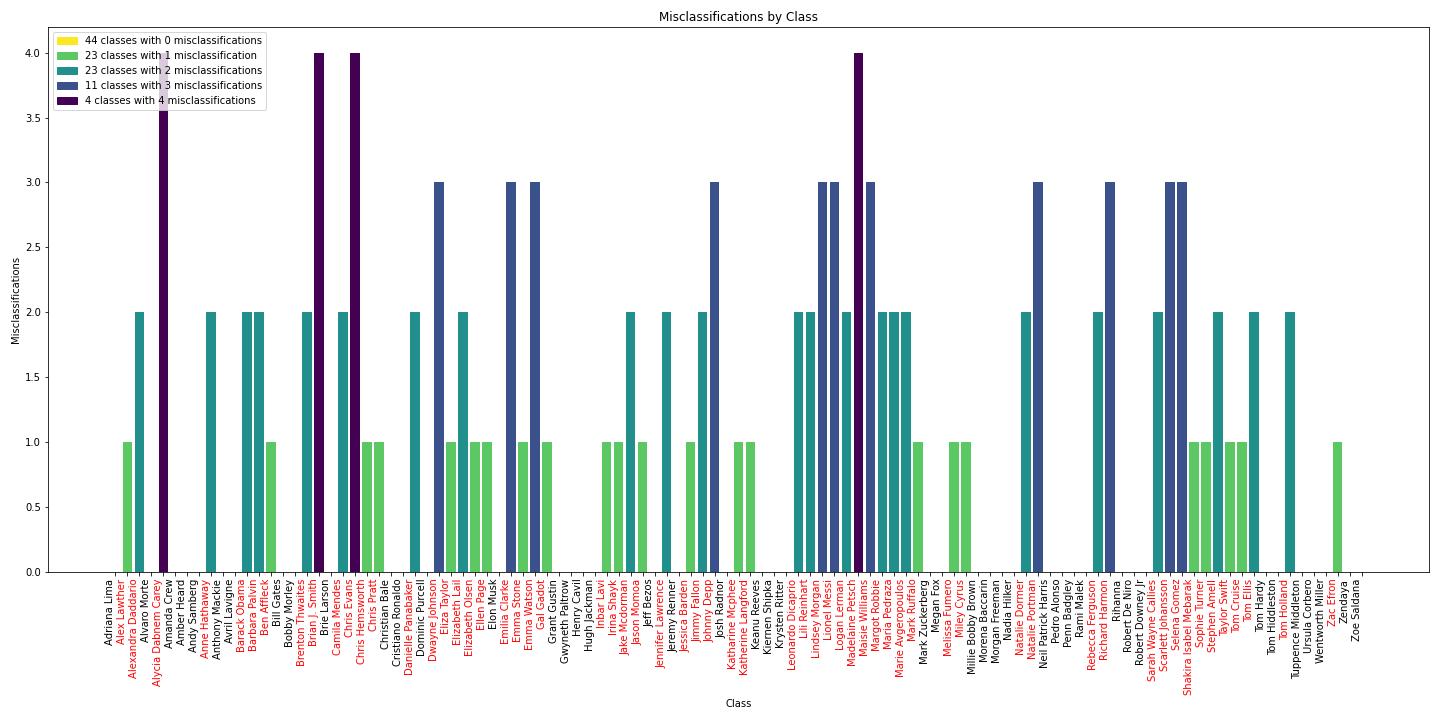 Misclassifications by Class
44 classes with 0 misclassifications
23 classes with 1 misclassification
23 classes with 2 misclassifications
11 classes with 3 misclassifications
4 classes with 4 misclassifications
Misclassifications
4.0
3.5
3.0
2.5
2.0
1.5
1.0
0.5
0.0
Adriana Lima
Alex Lawther
Alexandra Daddario
Alvaro Morte
Alycia Dabnem Carey
Amanda Crew
Amber Heard
Andy Samberg
Anne Hathaway
Anthony Mackie
Avril Lavigne
Barack Obama
Barbara Palvin
Ben Affleck
Bill Gates
Bobby Morley
Brenton Thwaites
Brian J. Smith
Brie Larson
Camila Mendes
Chris Evans
Chris Hemsworth
Chris Pratt
Christian Bale
Cristiano Ronaldo
Danielle Panabaker
Dominic Purcell
Dwayne Johnson
Eliza Taylor
Elizabeth Lail
Elizabeth Olsen
Ellen Page
Elon Musk
Emilia Clarke
Emma Stone
Emma Watson
Gal Gadot
Grant Gustin
Gwyneth Paltrow
Henry Cavil
Hugh Jackman
Inbar Lavi
Irina Shayk
Jake Mcdorman
Jason Momoa
Jeff Bezos
Jennifer Lawrence
Jeremy Renner
Jessica Barden
Jimmy Fallon
Johnny Depp
Josh Radnor
Katharine Mcphee
Katherine Langford
Keanu Reeves
Kiernen Shipka
Krysten Ritter
Leonardo Dicaprio
Lili Reinhart
Lindsey Morgan
Lionel Messi
Logan Lerman
Madelaine Petsch
Maisie Williams
Margot Robbie
Maria Pedraza
Marie Avgeropoulos
Mark Ruffalo
Mark Zuckerberg
Megan Fox
Melissa Fumero
Miley Cyrus
Millie Bobby Brown
Morena Baccarin
Morgan Freeman
Nadia Hilker
Natalie Dormer
Natalie Portman
Neil Patrick Harris
Pedro Alonso
Penn Badgley
Rami Malek
Rebecca Ferguson
Richard Harmon
Rihanna
Robert De Niro
Robert Downey Jr
Sarah Wayne Callies
Scarlett Johansson
Selena Gomez
Shakira Isabel Mebarak
Sophie Turner
Stephen Amell
Taylor Swift
Tom Cruise
Tom Ellis
Tom Hardy
Tom Hiddleston
Tom Holland
Tuppence Middleton
Ursula Corbero
Wentworth Miller
Zac Efron
Zendaya
Zoe Saldana
Class